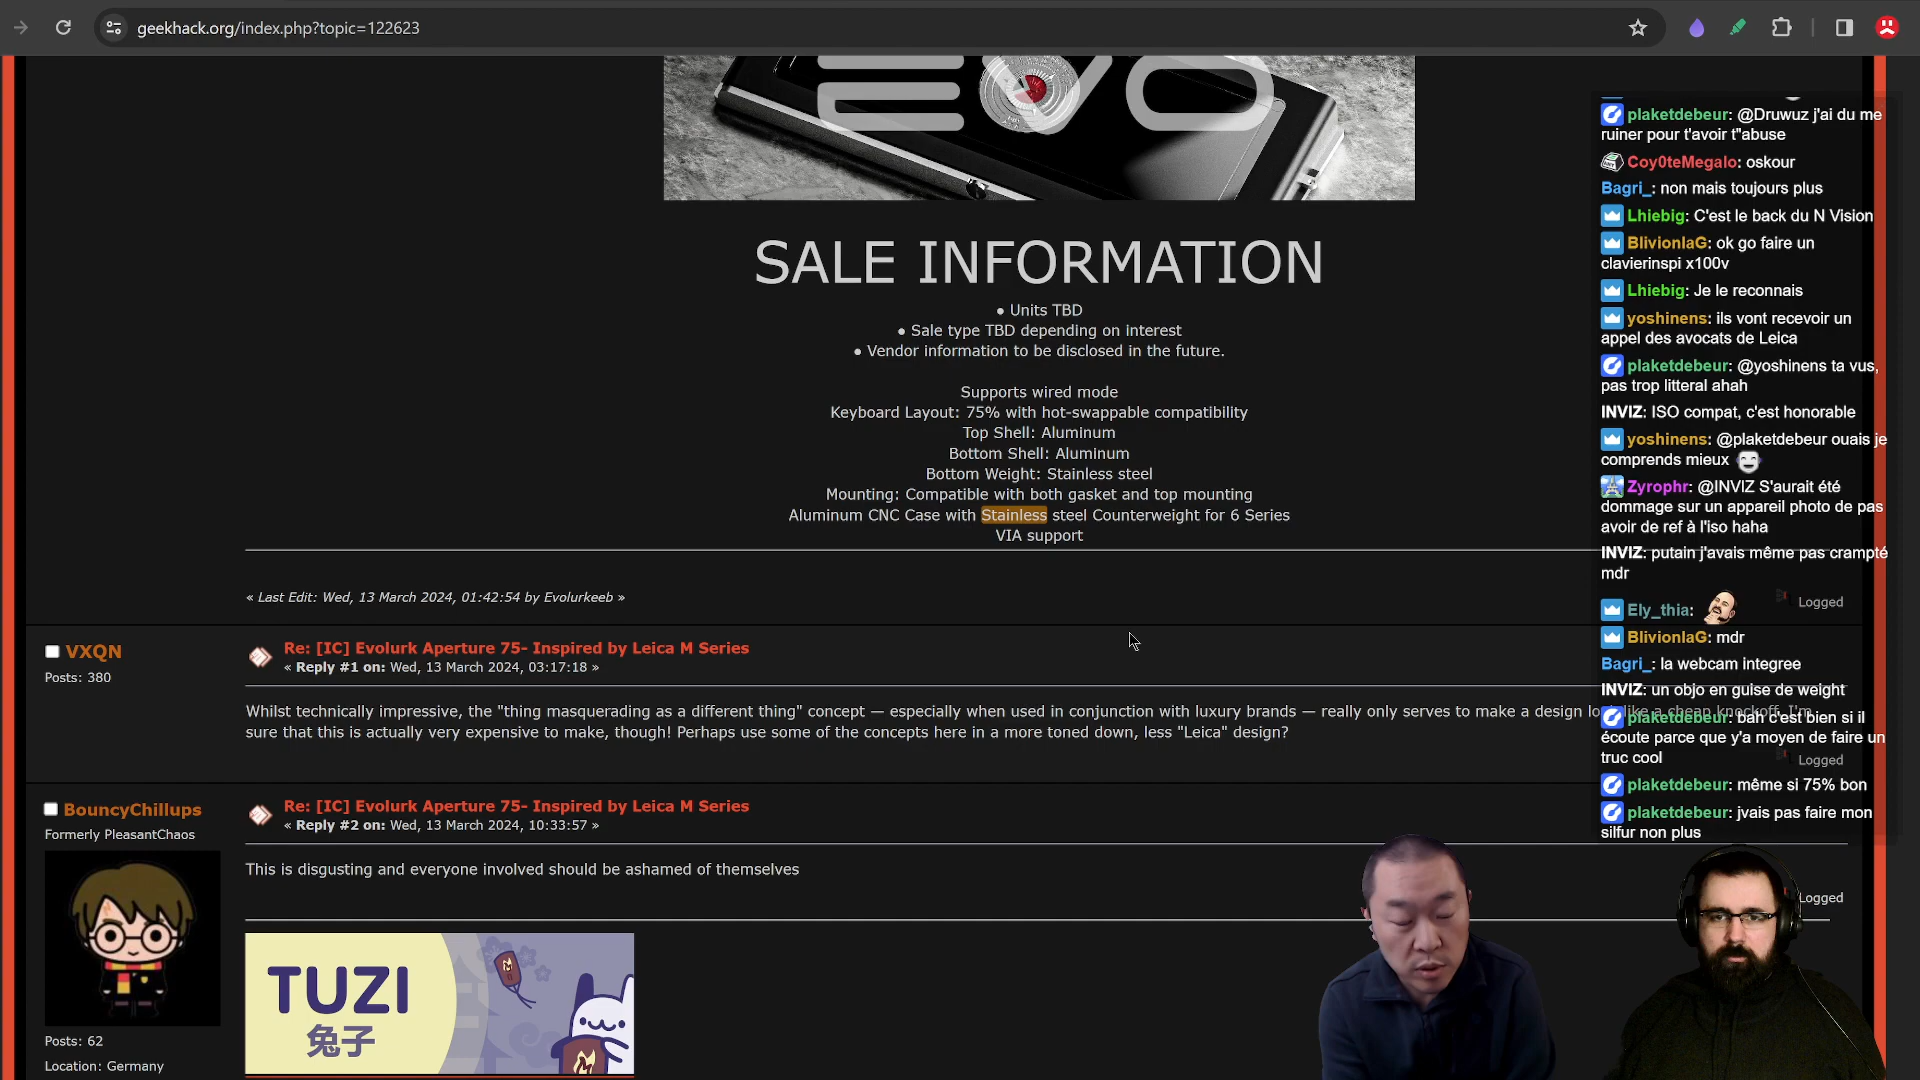 geekhack.org/index.php?topic=122623
EVO
SALE INFORMATION
● Units TBD
● Sale type TBD depending on interest
● Vendor information to be disclosed in the future.
Supports wired mode
Keyboard Layout: 75% with hot-swappable compatibility
Top Shell: Aluminum
Bottom Shell: Aluminum
Bottom Weight: Stainless steel
Mounting: Compatible with both gasket and top mounting
Aluminum CNC Case with Stainless steel Counterweight for 6 Series
VIA support
« Last Edit: Wed, 13 March 2024, 01:42:54 by Evolurkeeb »
Logged
VXQN
Posts: 380
Re: [IC] Evolurk Aperture 75- Inspired by Leica M Series
« Reply #1 on: Wed, 13 March 2024, 03:17:18 »
Whilst technically impressive, the "thing masquerading as a different thing" concept — especially when used in conjunction with luxury brands — really only serves to make a design look like a cheap knockoff. I'm
sure that this is actually very expensive to make, though! Perhaps use some of the concepts here in a more toned down, less "Leica" design?
Logged
BouncyChillups
Formerly PleasantChaos
Posts: 62
Location: Germany
Re: [IC] Evolurk Aperture 75- Inspired by Leica M Series
« Reply #2 on: Wed, 13 March 2024, 10:33:57 »
This is disgusting and everyone involved should be ashamed of themselves
Logged
TUZI
兔子
plaketdebeur: @Druwuz j'ai du me
ruiner pour t'avoir t"abuse
Coy0teMegalo: oskour
Bagri_: non mais toujours plus
Lhiebig: C'est le back du N Vision
BlivionlaG: ok go faire un
clavierinspi x100v
Lhiebig: Je le reconnais
yoshinens: ils vont recevoir un
appel des avocats de Leica
plaketdebeur: @yoshinens ta vus,
pas trop litteral ahah
INVIZ: ISO compat, c'est honorable
yoshinens: @plaketdebeur ouais je
comprends mieux
Zyrophr: @INVIZ S'aurait été
dommage sur un appareil photo de pas
avoir de ref à l'iso haha
INVIZ: putain j'avais même pas crampté
mdr
Ely_thia:
BlivionlaG: mdr
Bagri_: la webcam integree
INVIZ: un objo en guise de weight
plaketdebeur: bah c'est bien si il
écoute parce que y'a moyen de faire un
truc cool
plaketdebeur: même si 75% bon
plaketdebeur: jvais pas faire mon
silfur non plus